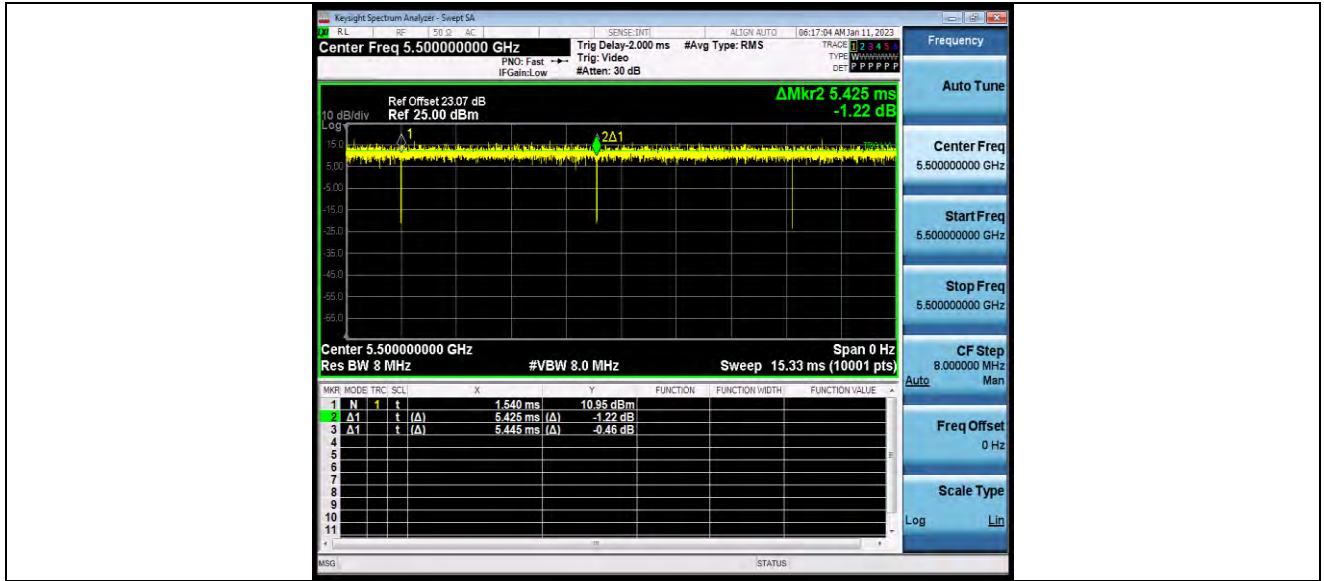 Keysight Spectrum Analyzer - Swept SA
RL RF 50 Ω AC SENSE:INT ALIGN AUTO 06:17:04 AM Jan 11, 2023
Center Freq 5.500000000 GHz
Trig Delay-2.000 ms #Avg Type: RMS
TRACE 1 2 3 4 5 6
PNO: Fast Trig: Video
TYPE WWWWWW
IFGain:Low #Atten: 30 dB
DET P P P P P P
ΔMkr2 5.425 ms
-1.22 dB
Ref Offset 23.07 dB
10 dB/div Ref 25.00 dBm
Log
1
2Δ1
15.0
5.00
-5.00
-15.0
-25.0
-35.0
-45.0
-55.0
-65.0
Center 5.500000000 GHz Span 0 Hz
Res BW 8 MHz #VBW 8.0 MHz Sweep 15.33 ms (10001 pts)
MKR MODE TRC SCL X Y FUNCTION FUNCTION WIDTH FUNCTION VALUE
1 N 1 t 1.540 ms 10.95 dBm
2 Δ1 t (Δ) 5.425 ms (Δ) -1.22 dB
3 Δ1 t (Δ) 5.445 ms (Δ) -0.46 dB
4
5
6
7
8
9
10
11
MSG STATUS
Frequency
Auto Tune
Center Freq
5.500000000 GHz
Start Freq
5.500000000 GHz
Stop Freq
5.500000000 GHz
CF Step
8.000000 MHz
Auto Man
Freq Offset
0 Hz
Scale Type
Log Lin